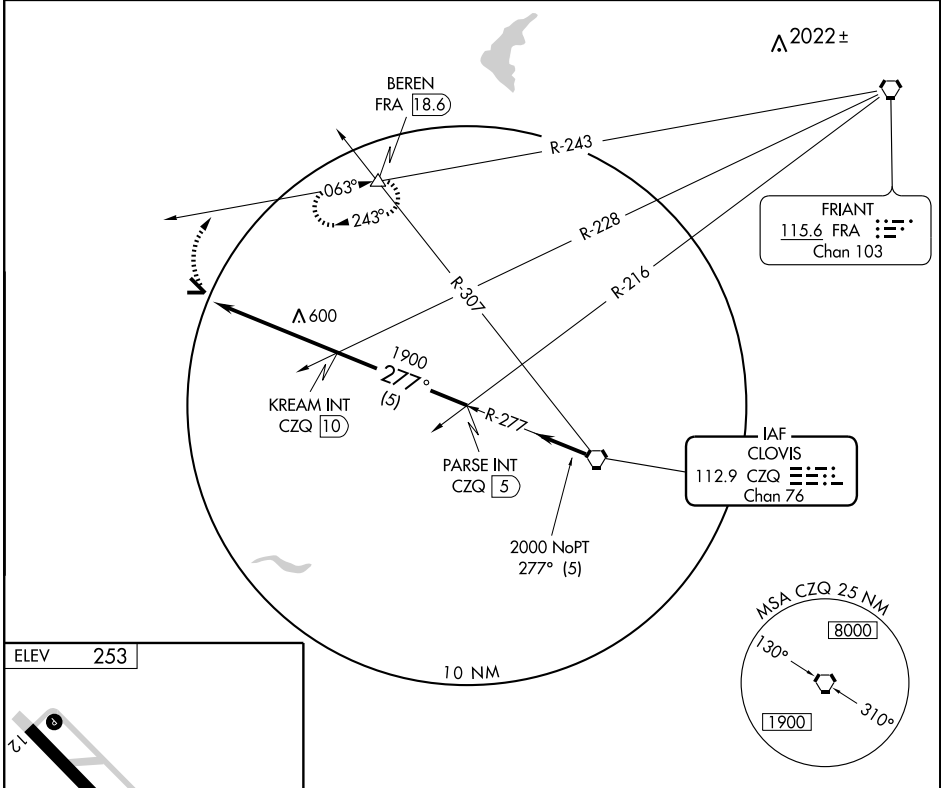 2022±
BEREN
FRA 18.6
R-243
063°
243°
FRIANT
115.6 FRA
Chan 103
R-228
R-216
R-307
600
1900
277°
(5)
KREAM INT
CZQ 10
R-277
PARSE INT
CZQ 5
IAF
CLOVIS
112.9 CZQ
Chan 76
2000 NoPT
277° (5)
MSA CZQ 25 NM
8000
130°
310°
1900
10 NM
ELEV 253
12
P